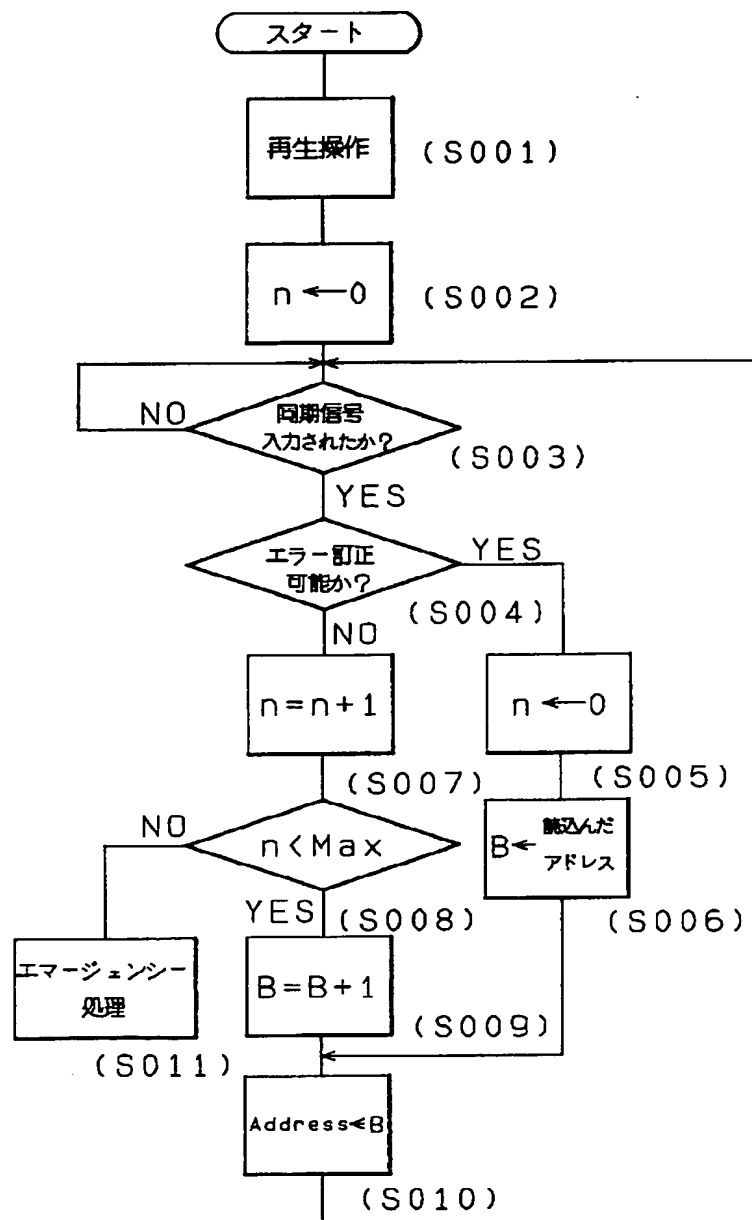 スタート
再生操作
(S001)
n←0
(S002)
NO
同期信号
入力されたか?
(S003)
YES
エラー訂正
可能か?
YES
(S004)
NO
n=n+1
n←0
(S007)
(S005)
NO
n<Max
B←
読込んだ
アドレス
YES
(S008)
(S006)
エマージェンシー
処理
B=B+1
(S009)
(S011)
Address←B
(S010)